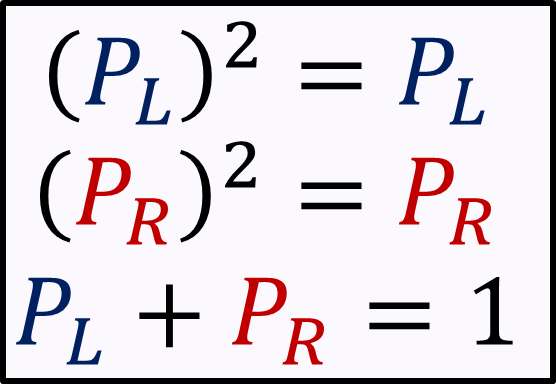 (P_L)² = P_L
(P_R)² = P_R
P_L + P_R = 1